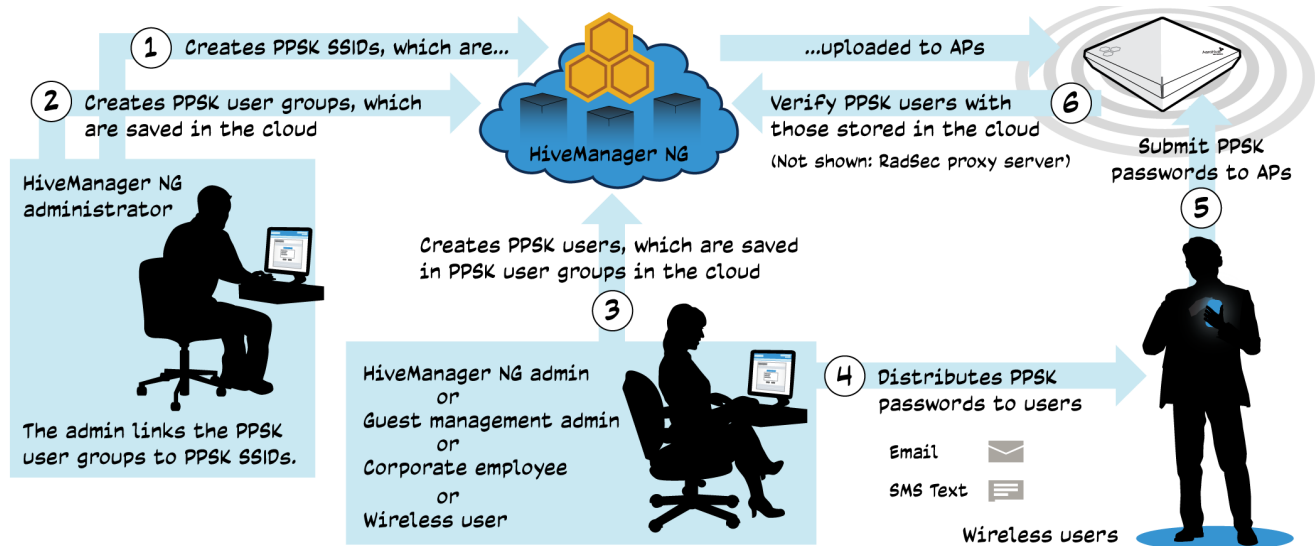 1 Creates PPSK SSIDs, which are...
...uploaded to APs
2 Creates PPSK user groups, which
are saved in the cloud
HiveManager NG
Verify PPSK users with 6
those stored in the cloud
(Not shown: RadSec proxy server)
Submit PPSK
passwords to APs
5
HiveManager NG
administrator
The admin links the PPSK
user groups to PPSK SSIDs.
Creates PPSK users, which are saved
in PPSK user groups in the cloud
3
HiveManager NG admin
or
Guest management admin
or
Corporate employee
or
Wireless user
4 Distributes PPSK
passwords to users
Email
SMS Text
Wireless users